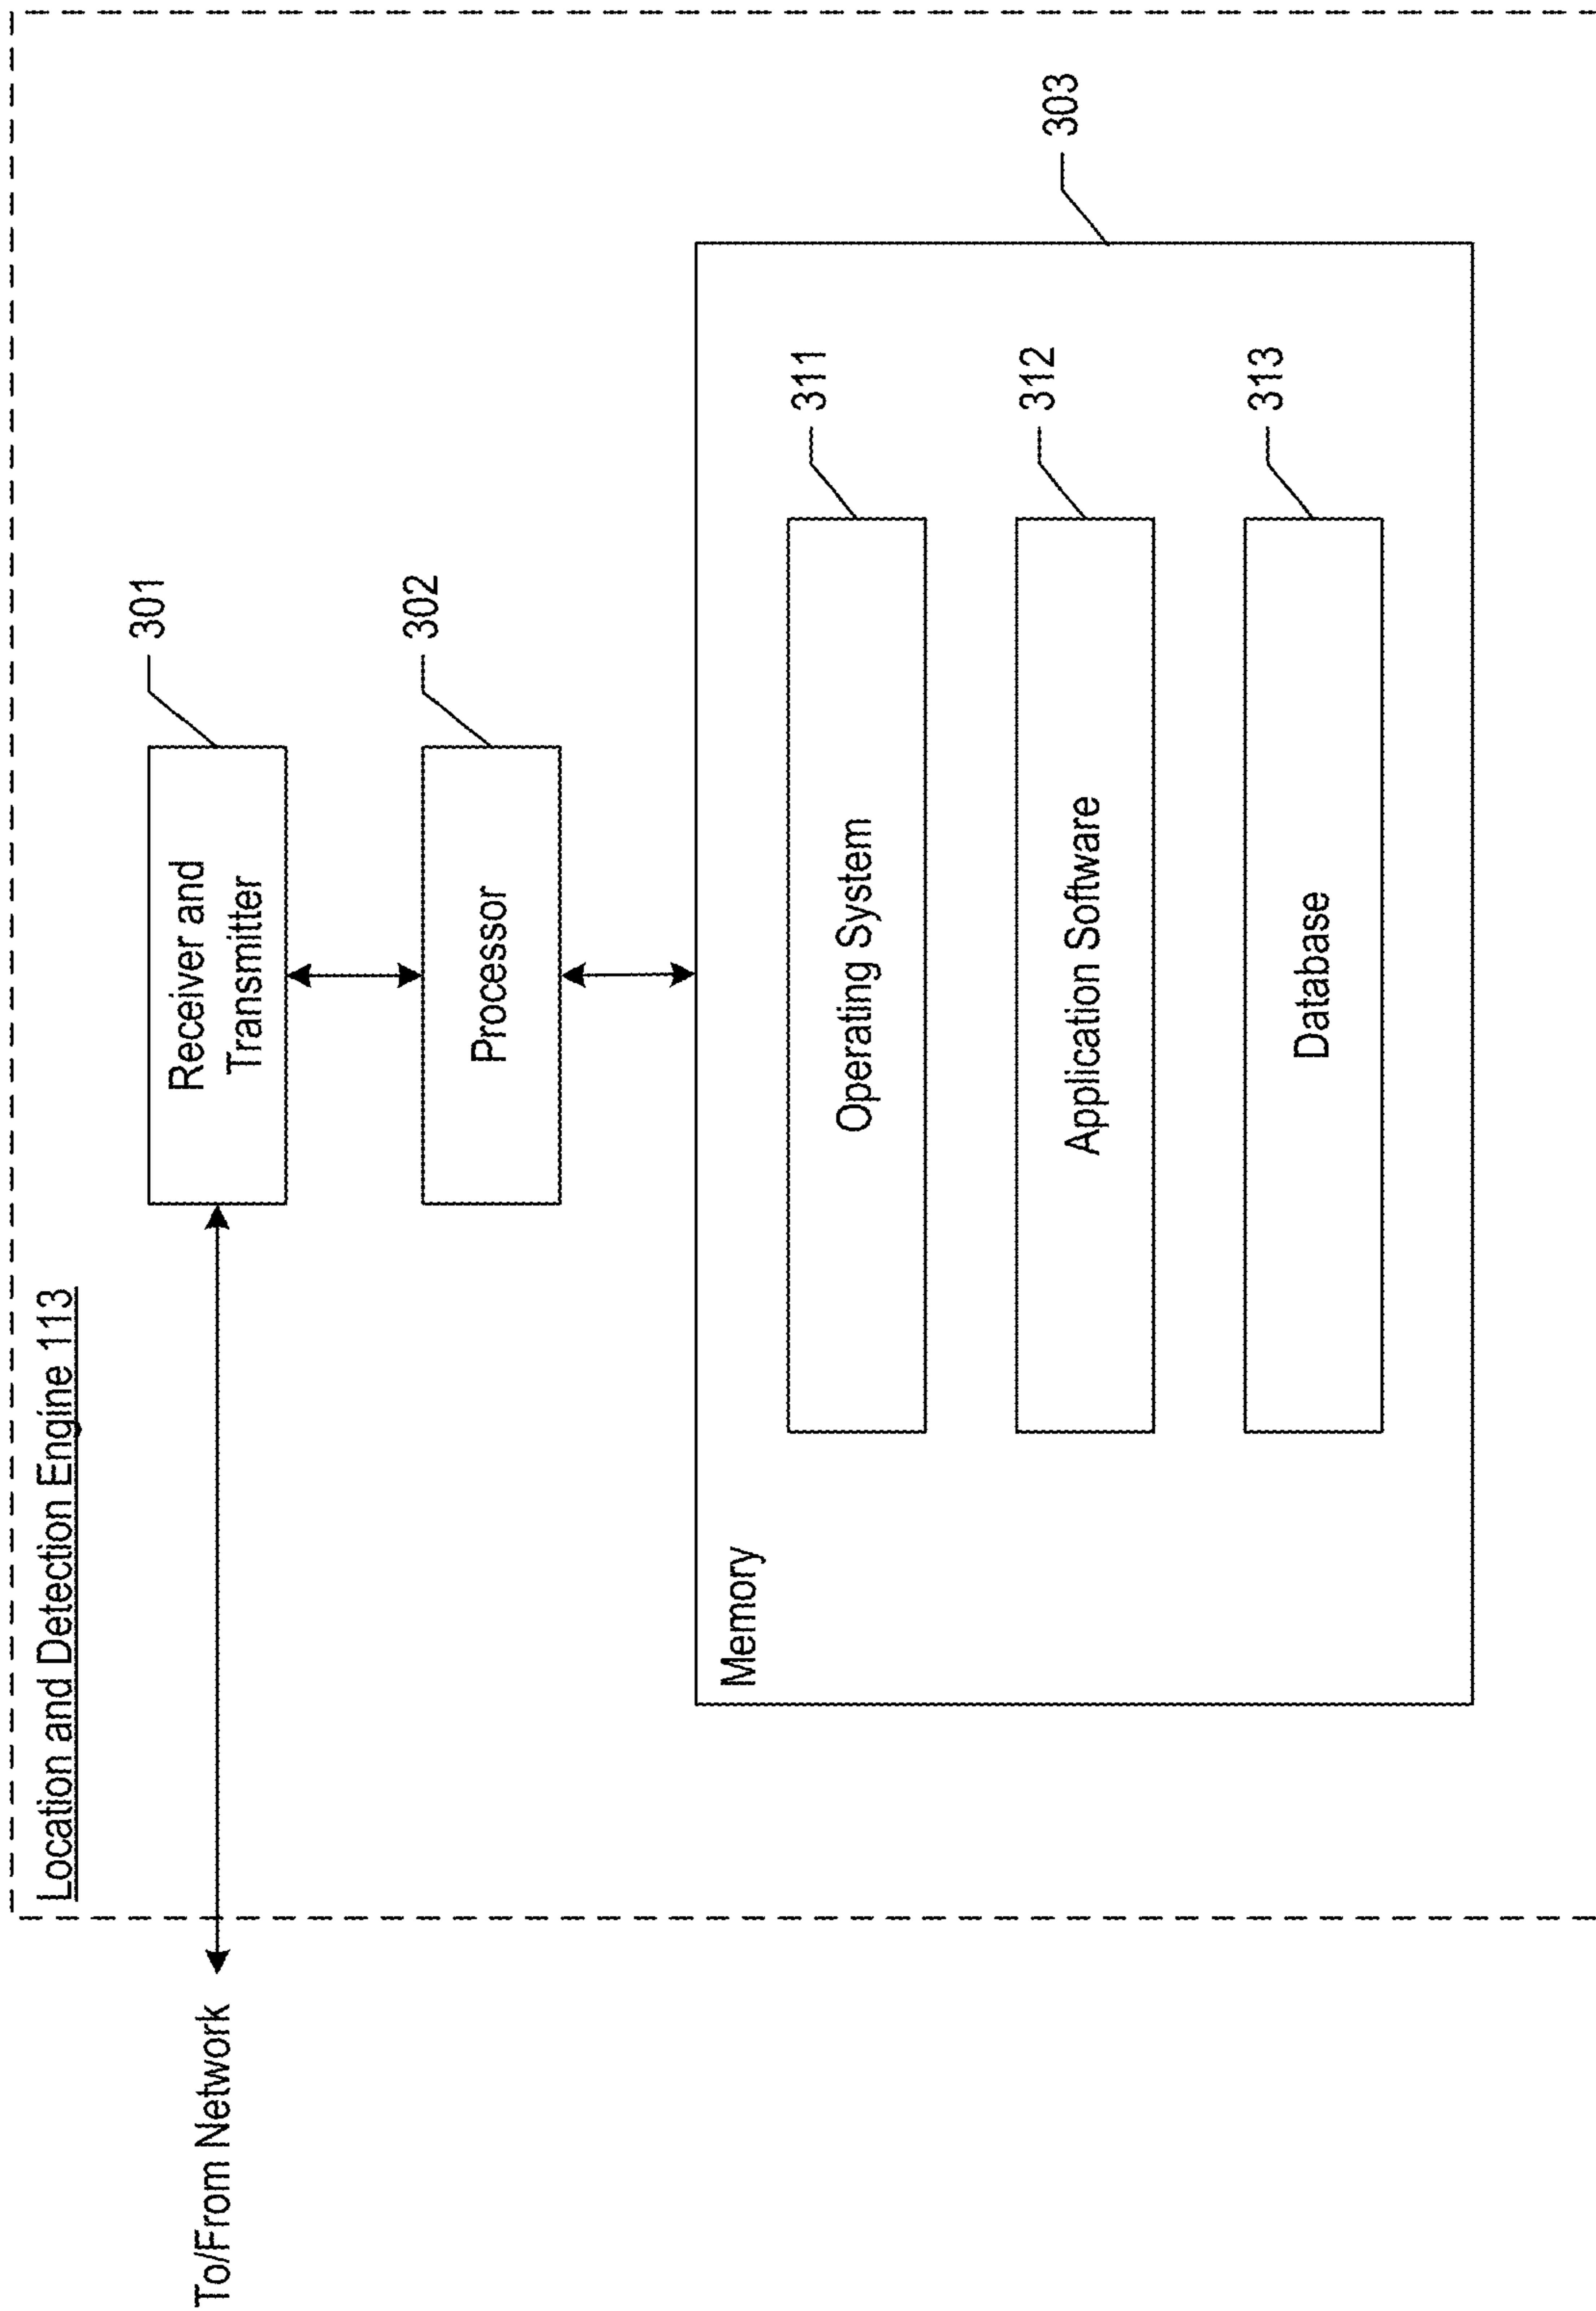 Location and Detection Engine 113
To/From Network
Receiver and
Transmitter
301
Processor
302
Memory
303
Operating System
311
Application Software
312
Database
313